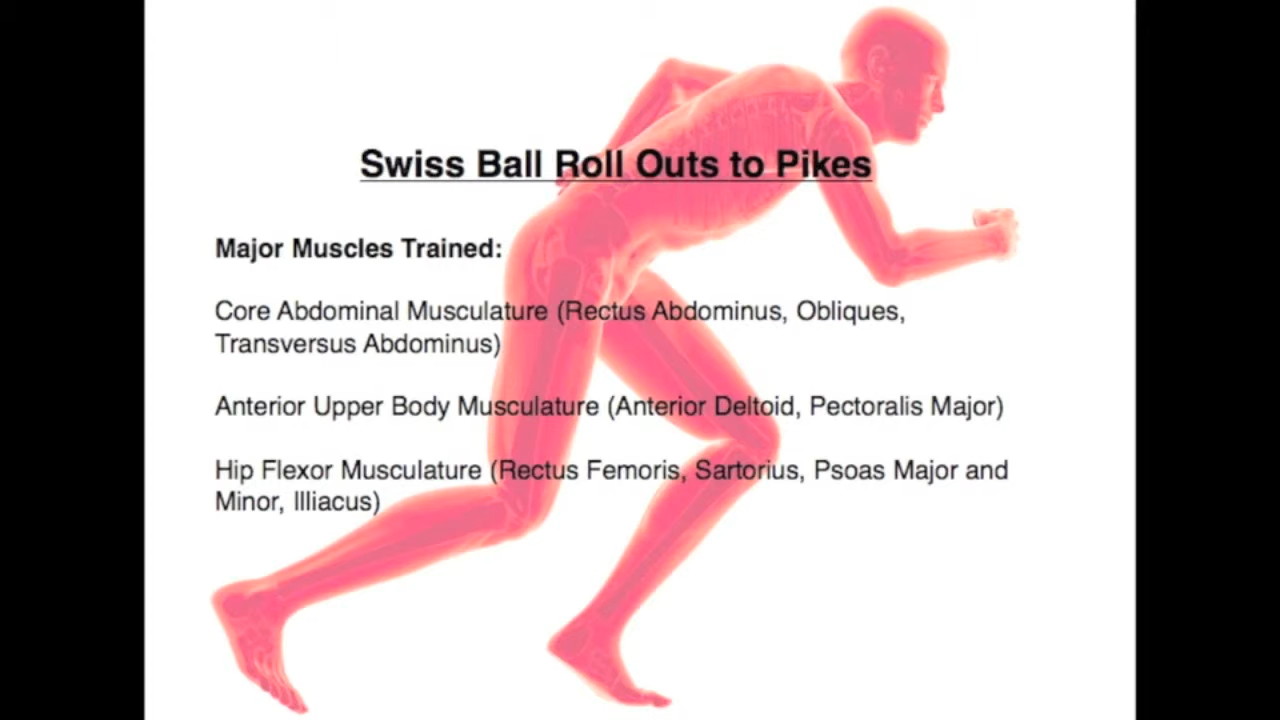 Swiss Ball Roll Outs to Pikes
Major Muscles Trained:
Core Abdominal Musculature (Rectus Abdominus, Obliques,
Transversus Abdominus)
Anterior Upper Body Musculature (Anterior Deltoid, Pectoralis Major)
Hip Flexor Musculature (Rectus Femoris, Sartorius, Psoas Major and
Minor, Illiacus)